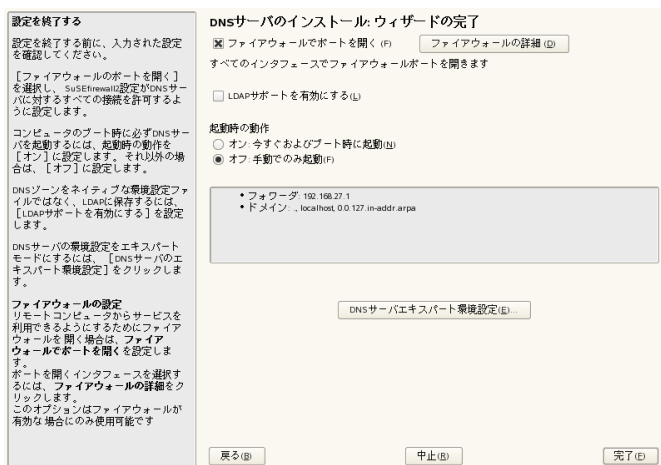 設定を終了する
設定を終了する前に、入力された設定
を確認してください。
［ファイアウォールのポートを開く］
を選択し、 SuSEfirewall2設定がDNSサー
バに対するすべての接続を許可するよ
うに設定します。
コンピュータのブート時に必ずDNSサー
バを起動するには、起動時の動作を
［オン］に設定します。 それ以外の場
合は、［オフ］に設定します。
DNSゾーンをネイティブな環境設定ファ
イルではなく、LDAPに保存するには、
［LDAPサポートを有効にする］を設定
します。
DNSサーバの環境設定をエキスパート
モードにするには、 ［DNSサーバのエ
キスパート環境設定］をクリックしま
す。
ファイアウォールの設定
リモートコンピュータからサービスを
利用できるようにするためにファイア
ウォールを 開く場合は、ファイア
ウォールでポートを開くを設定しま
す。
ポートを開くインタフェースを選択す
るには、ファイアウォールの詳細をク
リックします。
このオプションはファイアウォールが
有効な 場合にのみ使用可能です
DNSサーバのインストール: ウィザードの完了
ファイアウォールでポートを開く (F) ファイアウォールの詳細 (D)
すべてのインタフェースでファイアウォールポートを開きます
LDAPサポートを有効にする(L)
起動時の動作
オン: 今すぐおよびブート時に起動(N)
オフ: 手動でのみ起動(F)
• フォワーダ: 192.168.27.1
• ドメイン: ., localhost, 0.0.127.in-addr.arpa
DNSサーバエキスパート環境設定(E)...
戻る(B) 中止(R) 完了(F)